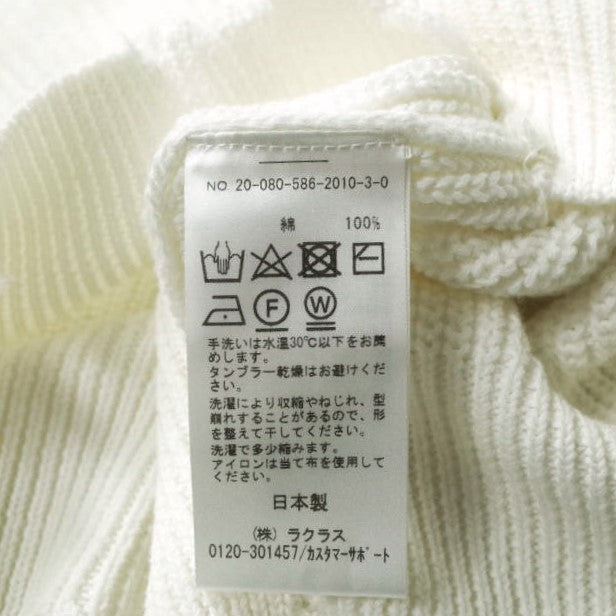 NO. 20-080-586-2010-3-0
綿 100%
F
W
手洗いは水温30℃以下をお薦
めします。
タンブラー乾燥はお避けくだ
さい。
洗濯により収縮やねじれ、型
崩れすることがあるので、形
を整えて干してください。
洗濯で多少縮みます。
アイロンは当て布を使用して
ください。
日本製
(株) ラクラス
0120-301457/カスタマーサポート